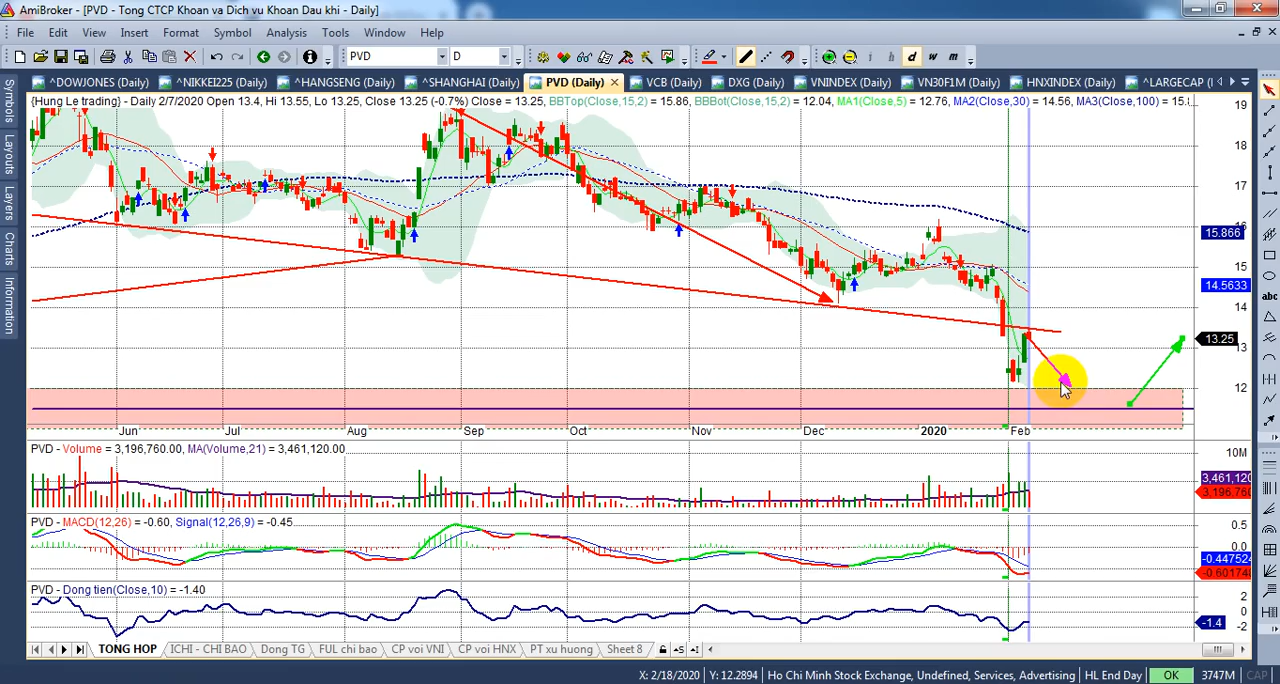 AmiBroker - [PVD - Tong CTCP Khoan va Dich vu Khoan Dau khi - Daily]
File Edit View Insert Format Symbol Analysis Tools Window Help
PVD D i h d w m
^DOWJONES (Daily) ^NIKKEI225 (Daily) ^HANGSENG (Daily) ^SHANGHAI (Daily) PVD (Daily) VCB (Daily) DXG (Daily) VNINDEX (Daily) VN30F1M (Daily) HNXINDEX (Daily) ^LARGECAP (
{Hung Le trading} - Daily 2/7/2020 Open 13.4, Hi 13.55, Lo 13.25, Close 13.25 (-0.7%) Close = 13.25, BBTop(Close,15,2) = 15.86, BBBot(Close,15,2) = 12.04, MA1(Close,5) = 12.76, MA2(Close,30) = 14.56, MA3(Close,100) = 15.
Symbols
Layouts
Layers
Charts
Information
abc
19
18
17
16
15.866
15
14.5633
14
13.25
13
12
Jun Jul Aug Sep Oct Nov Dec 2020 Feb
PVD - Volume = 3,196,760.00, MA(Volume,21) = 3,461,120.00
10M
3,461,120
3,196,760
PVD - MACD(12,26) = -0.60, Signal(12,26,9) = -0.45
0.5
0.0
-0.447524
-0.601740
PVD - Dong tien(Close,10) = -1.40
2
0
-1.4
-2
TONG HOP ICHI - CHI BAO Dong TG FUL chi bao CP voi VNI CP voi HNX PT xu huong Sheet 8
X: 2/18/2020 Y: 12.2894 Ho Chi Minh Stock Exchange, Undefined, Services, Advertising HL End Day OK 3747M CAP